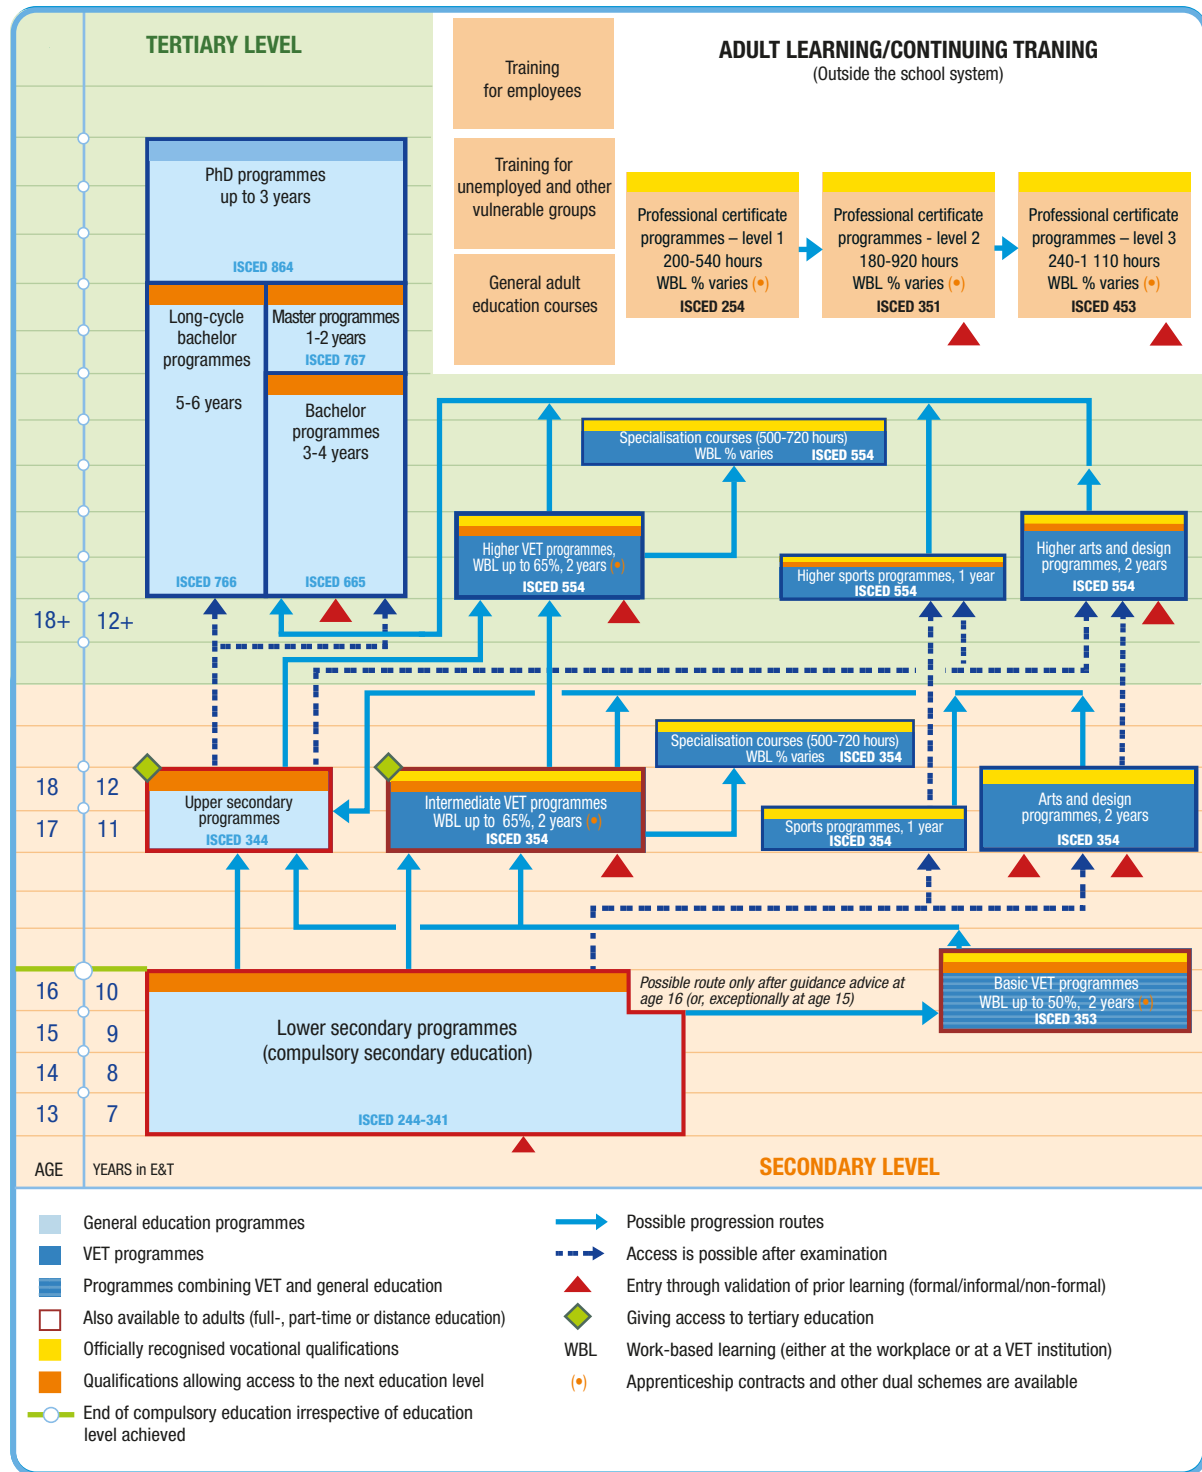 TERTIARY LEVEL
Training
for employees
ADULT LEARNING/CONTINUING TRANING
(Outside the school system)
Training for
unemployed and other
vulnerable groups
General adult
education courses
Professional certificate
programmes – level 1
200-540 hours
WBL % varies (•)
ISCED 254
Professional certificate
programmes - level 2
180-920 hours
WBL % varies (•)
ISCED 351
Professional certificate
programmes – level 3
240-1 110 hours
WBL % varies (•)
ISCED 453
PhD programmes
up to 3 years
ISCED 864
Long-cycle
bachelor
programmes
5-6 years
ISCED 766
Master programmes
1-2 years
ISCED 767
Bachelor
programmes
3-4 years
ISCED 665
Specialisation courses (500-720 hours)
WBL % varies ISCED 554
Higher VET programmes,
WBL up to 65%, 2 years (•)
ISCED 554
Higher sports programmes, 1 year
ISCED 554
Higher arts and design
programmes, 2 years
ISCED 554
18+ 12+
Specialisation courses (500-720 hours)
WBL % varies ISCED 354
18 12
17 11
Upper secondary
programmes
ISCED 344
Intermediate VET programmes
WBL up to 65%, 2 years (•)
ISCED 354
Sports programmes, 1 year
ISCED 354
Arts and design
programmes, 2 years
ISCED 354
16 10
15 9
14 8
13 7
Lower secondary programmes
(compulsory secondary education)
ISCED 244-341
Possible route only after guidance advice at
age 16 (or, exceptionally at age 15)
Basic VET programmes
WBL up to 50%, 2 years (•)
ISCED 353
AGE YEARS in E&T
SECONDARY LEVEL
General education programmes
VET programmes
Programmes combining VET and general education
Also available to adults (full-, part-time or distance education)
Officially recognised vocational qualifications
Qualifications allowing access to the next education level
End of compulsory education irrespective of education
level achieved
Possible progression routes
Access is possible after examination
Entry through validation of prior learning (formal/informal/non-formal)
Giving access to tertiary education
WBL Work-based learning (either at the workplace or at a VET institution)
(•) Apprenticeship contracts and other dual schemes are available